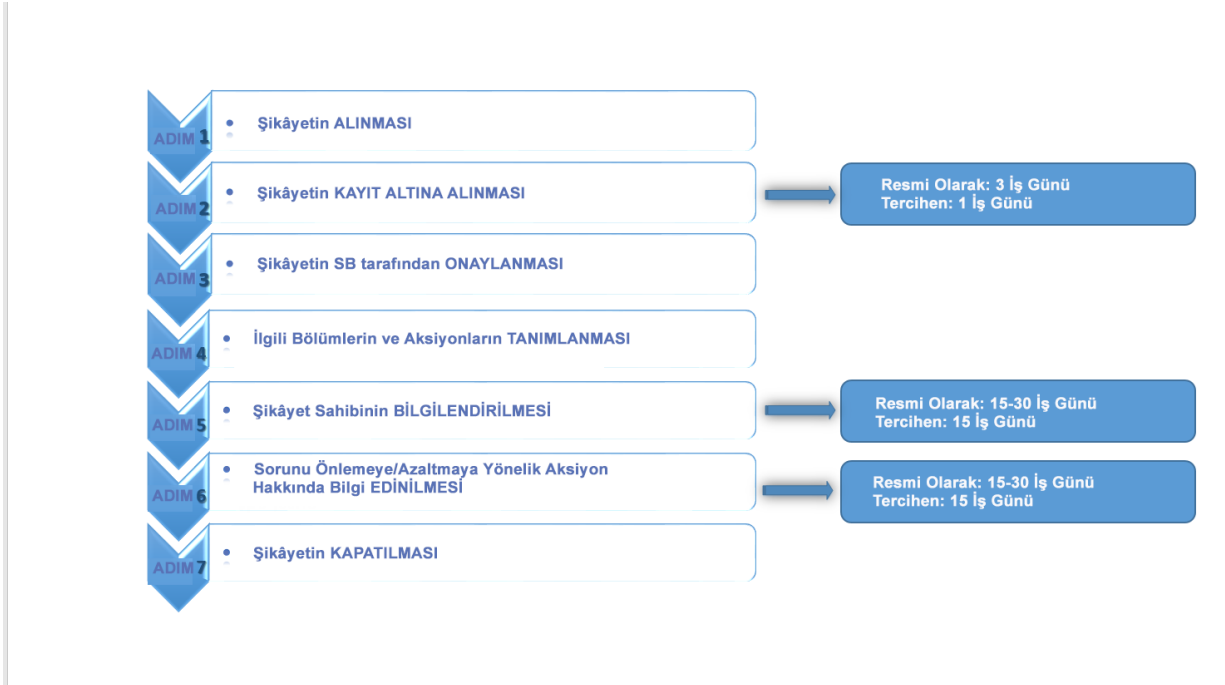 ADIM 1
• Şikâyetin ALINMASI
ADIM 2
• Şikâyetin KAYIT ALTINA ALINMASI
Resmi Olarak: 3 İş Günü
Tercihen: 1 İş Günü
ADIM 3
• Şikâyetin SB tarafından ONAYLANMASI
ADIM 4
• İlgili Bölümlerin ve Aksiyonların TANIMLANMASI
ADIM 5
• Şikâyet Sahibinin BİLGİLENDİRİLMESİ
Resmi Olarak: 15-30 İş Günü
Tercihen: 15 İş Günü
ADIM 6
• Sorunu Önlemeye/Azaltmaya Yönelik Aksiyon
Hakkında Bilgi EDİNİLMESİ
Resmi Olarak: 15-30 İş Günü
Tercihen: 15 İş Günü
ADIM 7
• Şikâyetin KAPATILMASI